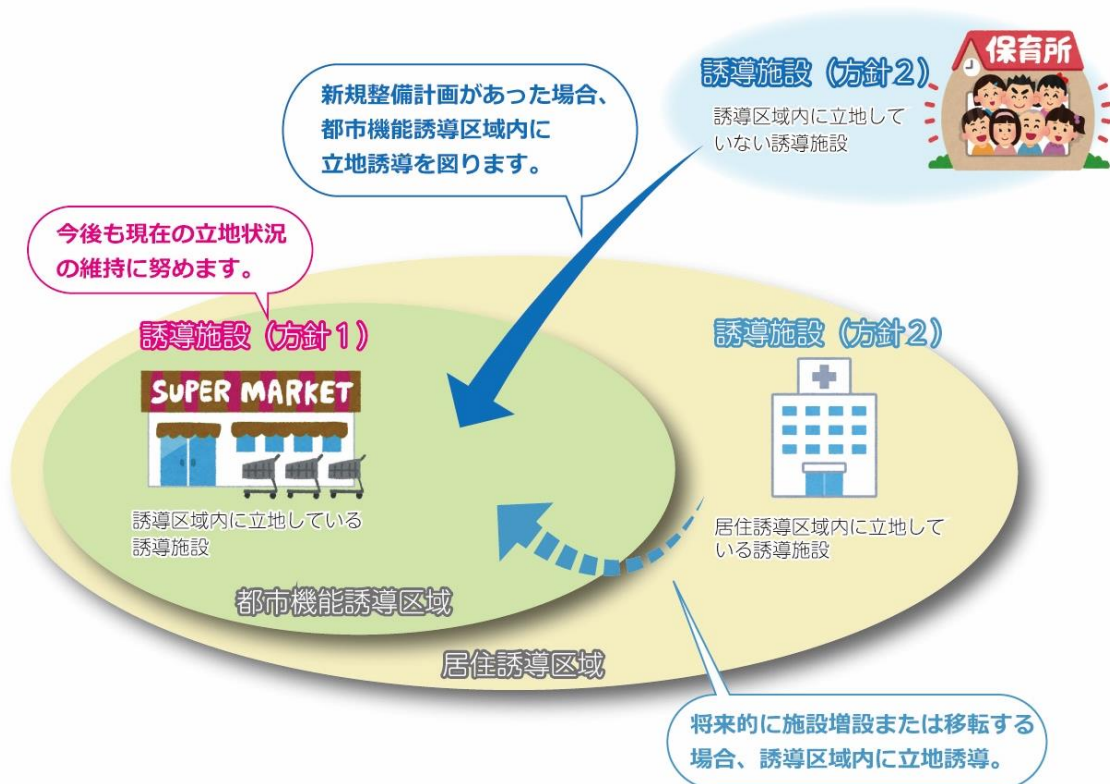 保育所
誘導施設(方針2)
誘導区域内に立地して
いない誘導施設
新規整備計画があった場合、
都市機能誘導区域内に
立地誘導を図ります。
今後も現在の立地状況
の維持に努めます。
誘導施設(方針1)
SUPER MARKET
誘導区域内に立地している
誘導施設
誘導施設(方針2)
居住誘導区域内に立地して
いる誘導施設
都市機能誘導区域
居住誘導区域
将来的に施設増設または移転する
場合、誘導区域内に立地誘導。